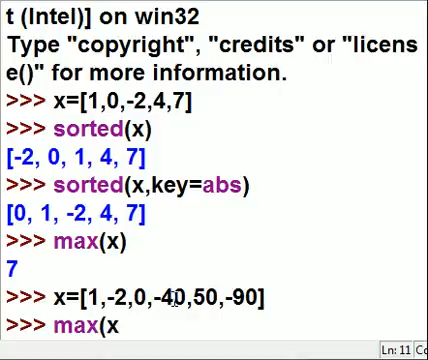 t (Intel)] on win32
Type "copyright", "credits" or "licens
e()" for more information.
>>> x=[1,0,-2,4,7]
>>> sorted(x)
[-2, 0, 1, 4, 7]
>>> sorted(x,key=abs)
[0, 1, -2, 4, 7]
>>> max(x)
7
>>> x=[1,-2,0,-40,50,-90]
>>> max(x
Ln: 11 Co